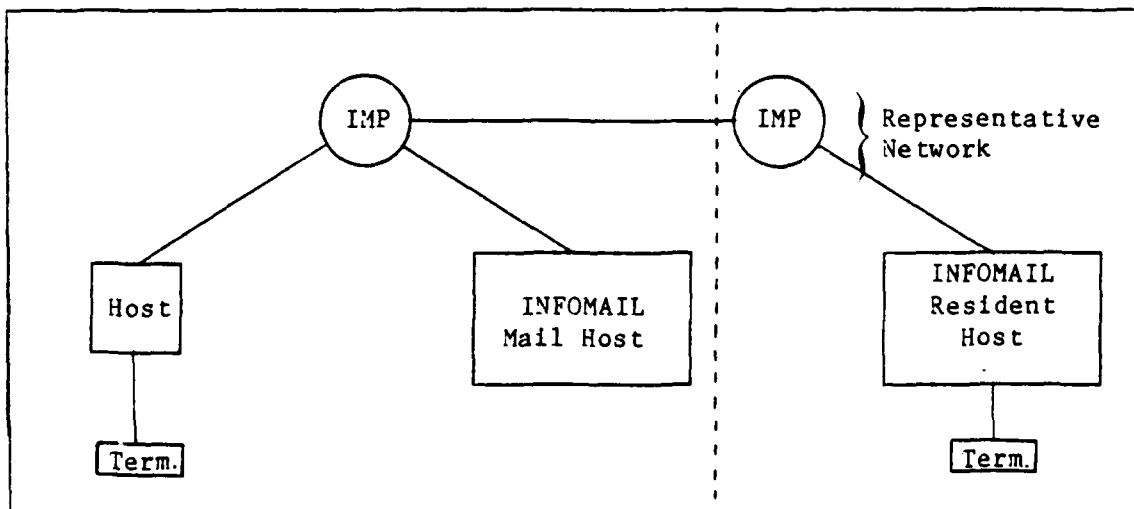 IMP
IMP
Representative
Network
Host
INFOMAIL
Mail Host
INFOMAIL
Resident
Host
Term.
Term.